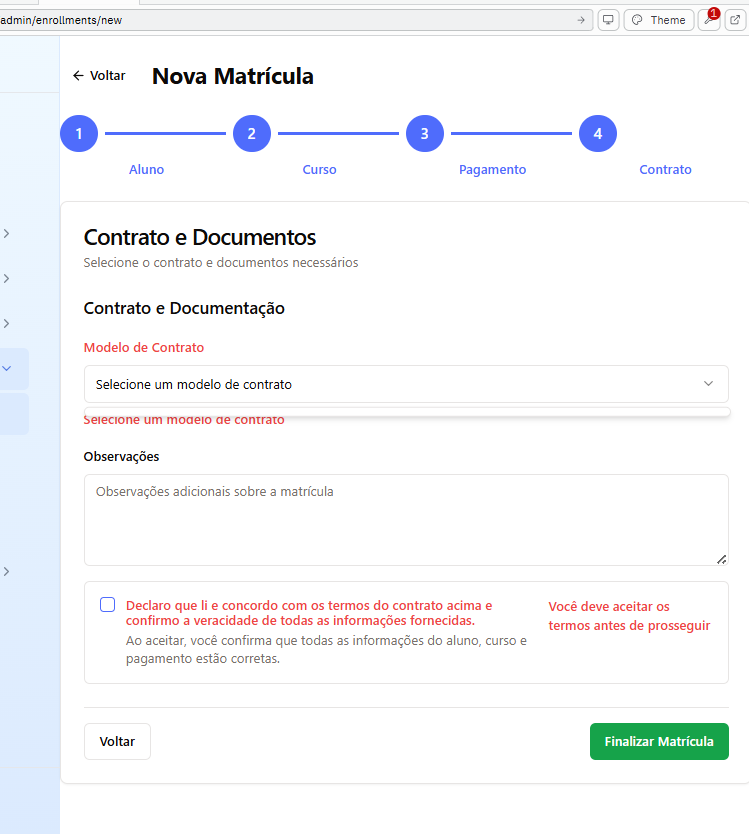 admin/enrollments/new
Theme
1
Voltar
Nova Matrícula
1
2
3
4
Aluno
Curso
Pagamento
Contrato
Contrato e Documentos
Selecione o contrato e documentos necessários
Contrato e Documentação
Modelo de Contrato
Selecione um modelo de contrato
Selecione um modelo de contrato
Observações
Observações adicionais sobre a matrícula
Declaro que li e concordo com os termos do contrato acima e
confirmo a veracidade de todas as informações fornecidas.
Ao aceitar, você confirma que todas as informações do aluno, curso e
pagamento estão corretas.
Você deve aceitar os
termos antes de prosseguir
Voltar
Finalizar Matrícula